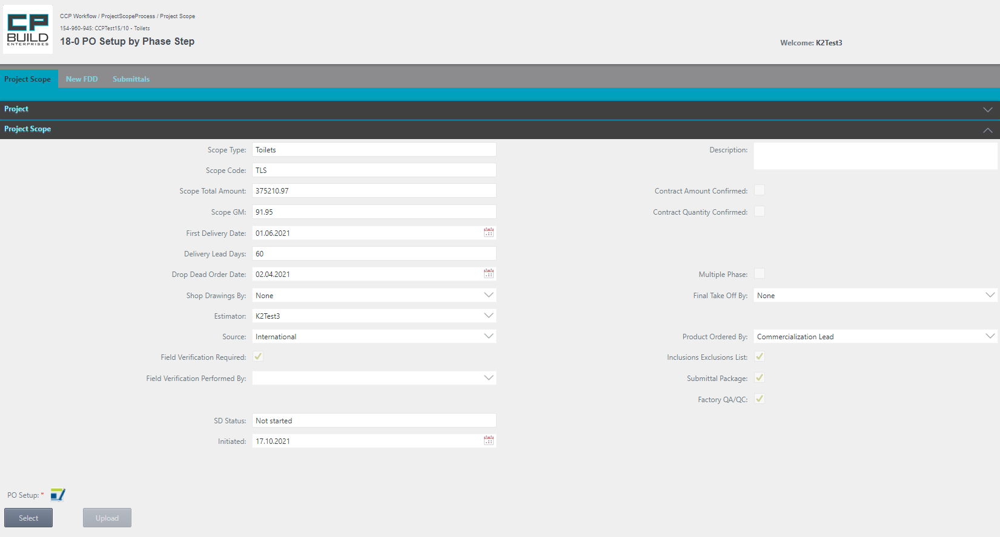 CP
BUILD
ENTERPRISES
CCP Workflow / ProjectScopeProcess / Project Scope
154-960-945: CCPTest15/10 - Toilets
18-0 PO Setup by Phase Step
Welcome: K2Test3
Project Scope New FDD Submittals
Project
Project Scope
Scope Type: Toilets Description:
Scope Code: TLS
Scope Total Amount: 375210.97 Contract Amount Confirmed:
Scope GM: 91.95 Contract Quantity Confirmed:
First Delivery Date: 01.06.2021
Delivery Lead Days: 60
Drop Dead Order Date: 02.04.2021 Multiple Phase:
Shop Drawings By: None Final Take Off By: None
Estimator: K2Test3
Source: International Product Ordered By: Commercialization Lead
Field Verification Required: Inclusions Exclusions List:
Field Verification Performed By: Submittal Package:
Factory QA/QC:
SD Status: Not started
Initiated: 17.10.2021
PO Setup: *
Select Upload